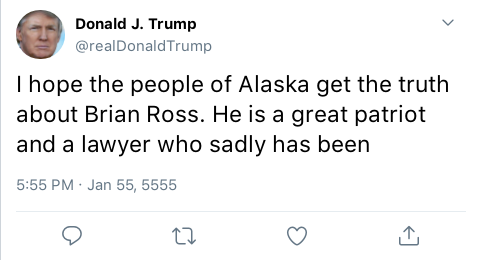 Donald J. Trump
@realDonaldTrump
I hope the people of Alaska get the truth
about Brian Ross. He is a great patriot
and a lawyer who sadly has been
5:55 PM · Jan 55, 5555